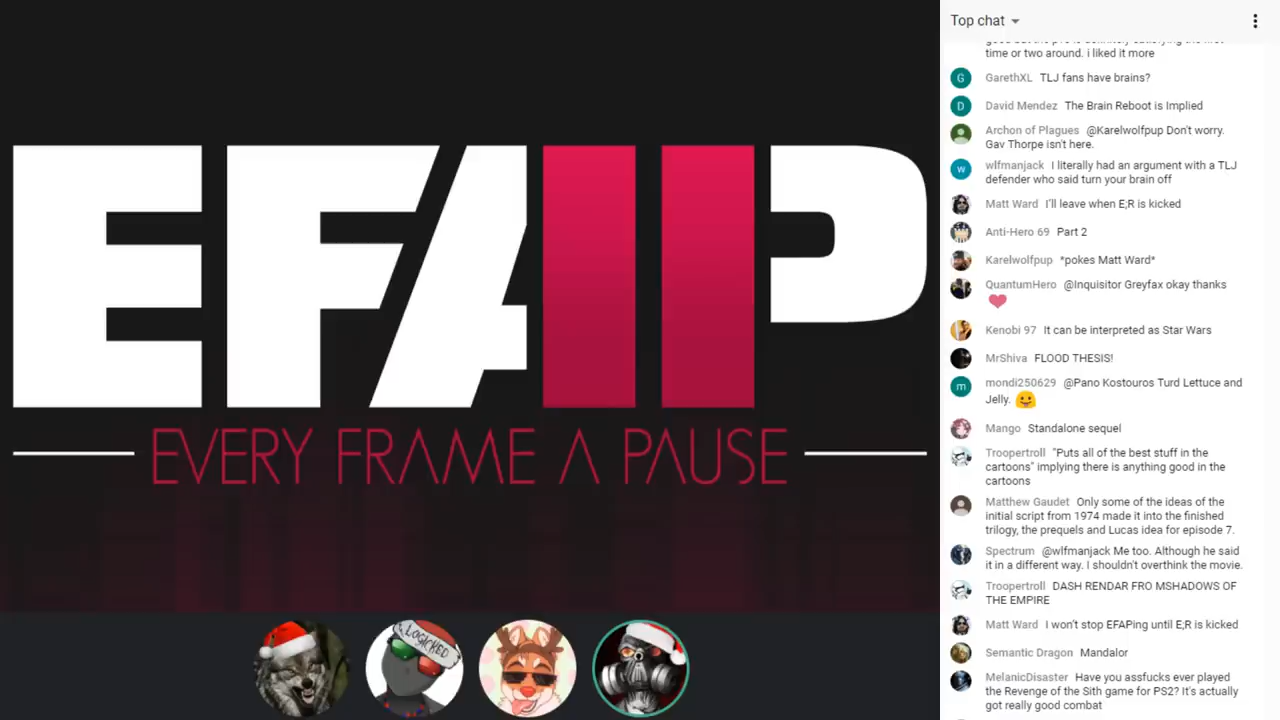 EFAP
EVERY FRAME A PAUSE
LOGICKED
Top chat
time or two around. i liked it more
G GarethXL TLJ fans have brains?
D David Mendez The Brain Reboot is Implied
Archon of Plagues @Karelwolfpup Don't worry.
Gav Thorpe isn't here.
w wlfmanjack I literally had an argument with a TLJ
defender who said turn your brain off
Matt Ward I'll leave when E;R is kicked
Anti-Hero 69 Part 2
Karelwolfpup *pokes Matt Ward*
QuantumHero @Inquisitor Greyfax okay thanks
Kenobi 97 It can be interpreted as Star Wars
MrShiva FLOOD THESIS!
m mondi250629 @Pano Kostouros Turd Lettuce and
Jelly.
Mango Standalone sequel
Troopertroll "Puts all of the best stuff in the
cartoons" implying there is anything good in the
cartoons
Matthew Gaudet Only some of the ideas of the
initial script from 1974 made it into the finished
trilogy, the prequels and Lucas idea for episode 7.
Spectrum @wlfmanjack Me too. Although he said
it in a different way. I shouldn't overthink the movie.
Troopertroll DASH RENDAR FRO MSHADOWS OF
THE EMPIRE
Matt Ward I won't stop EFAPing until E;R is kicked
Semantic Dragon Mandalor
MelanicDisaster Have you assfucks ever played
the Revenge of the Sith game for PS2? It's actually
got really good combat